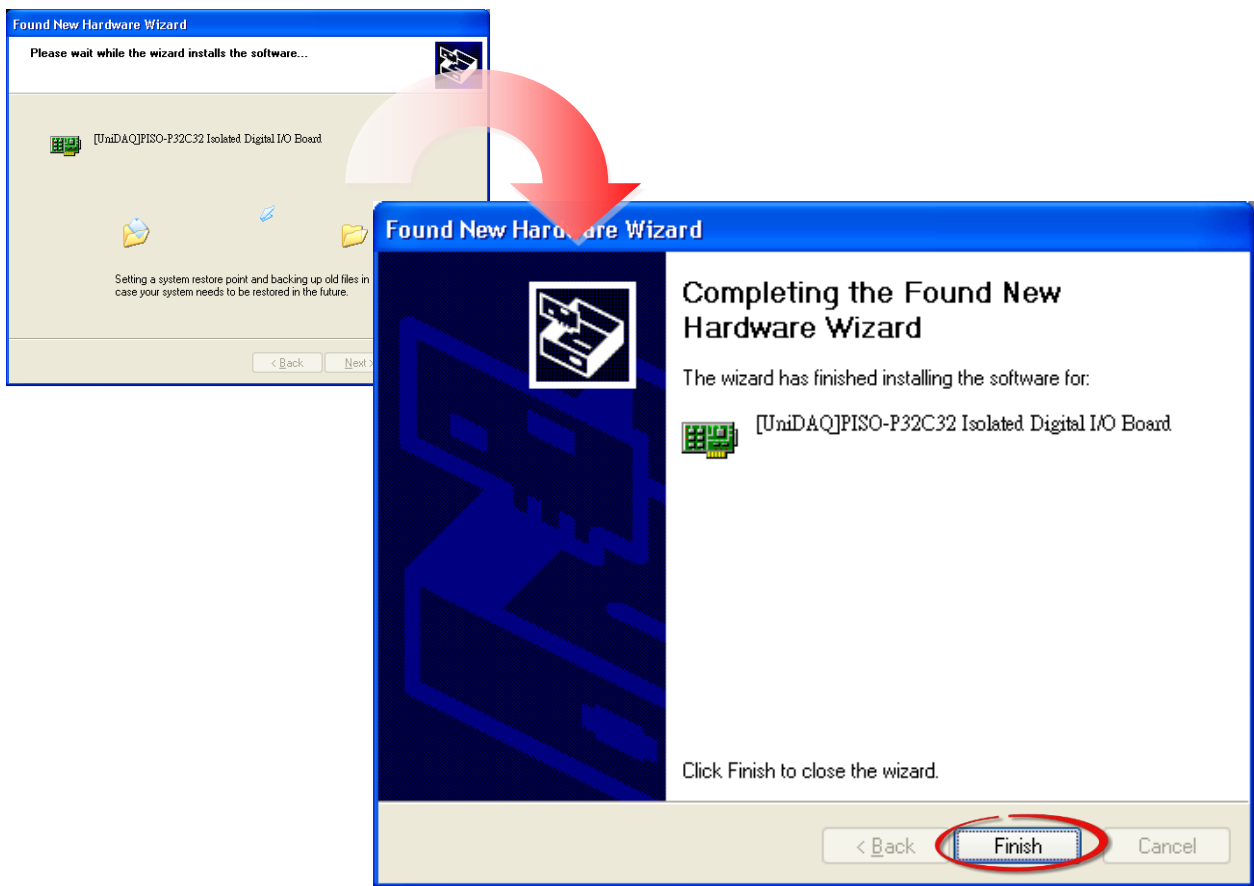 Found New Hardware Wizard
Please wait while the wizard installs the software...
[UniDAQ]PISO-P32C32 Isolated Digital I/O Board
Setting a system restore point and backing up old files in
case your system needs to be restored in the future.
< Back Next >
Found New Hardware Wizard
Completing the Found New
Hardware Wizard
The wizard has finished installing the software for:
[UniDAQ]PISO-P32C32 Isolated Digital I/O Board
Click Finish to close the wizard.
< Back Finish Cancel